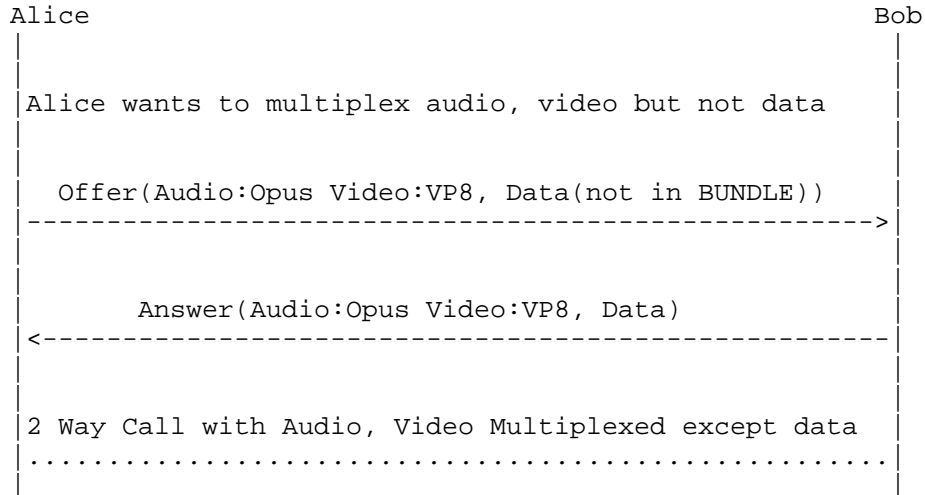 Alice Bob
Alice wants to multiplex audio, video but not data
Offer(Audio:Opus Video:VP8, Data(not in BUNDLE))
Answer(Audio:Opus Video:VP8, Data)
2 Way Call with Audio, Video Multiplexed except data